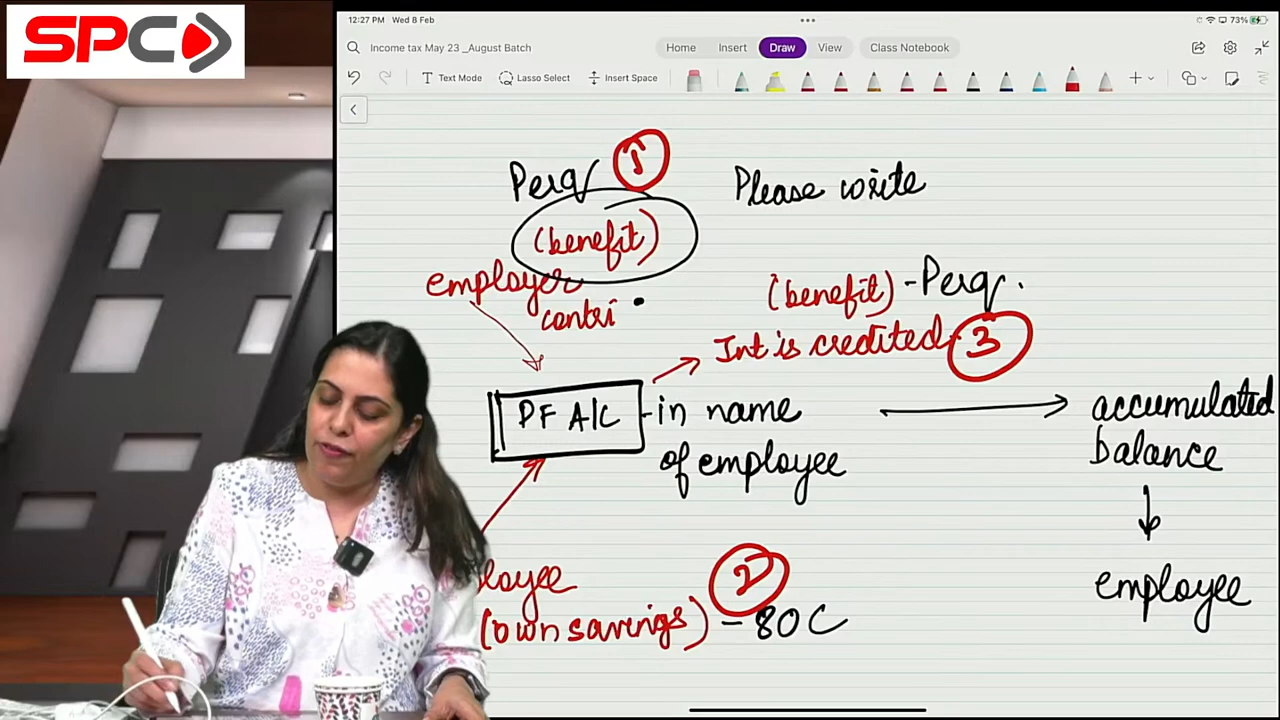 SPC
12:27 PM Wed 8 Feb
73%
Income tax May 23 _August Batch
Home Insert Draw View Class Notebook
Text Mode Lasso Select Insert Space
Perq 1
Please write
(benefit)
employer
contri
(benefit) - Perq.
Int is credited 3
PF A/C - in name
of employee
accumulated
balance
employee
loyee
2
(own savings) - 80C